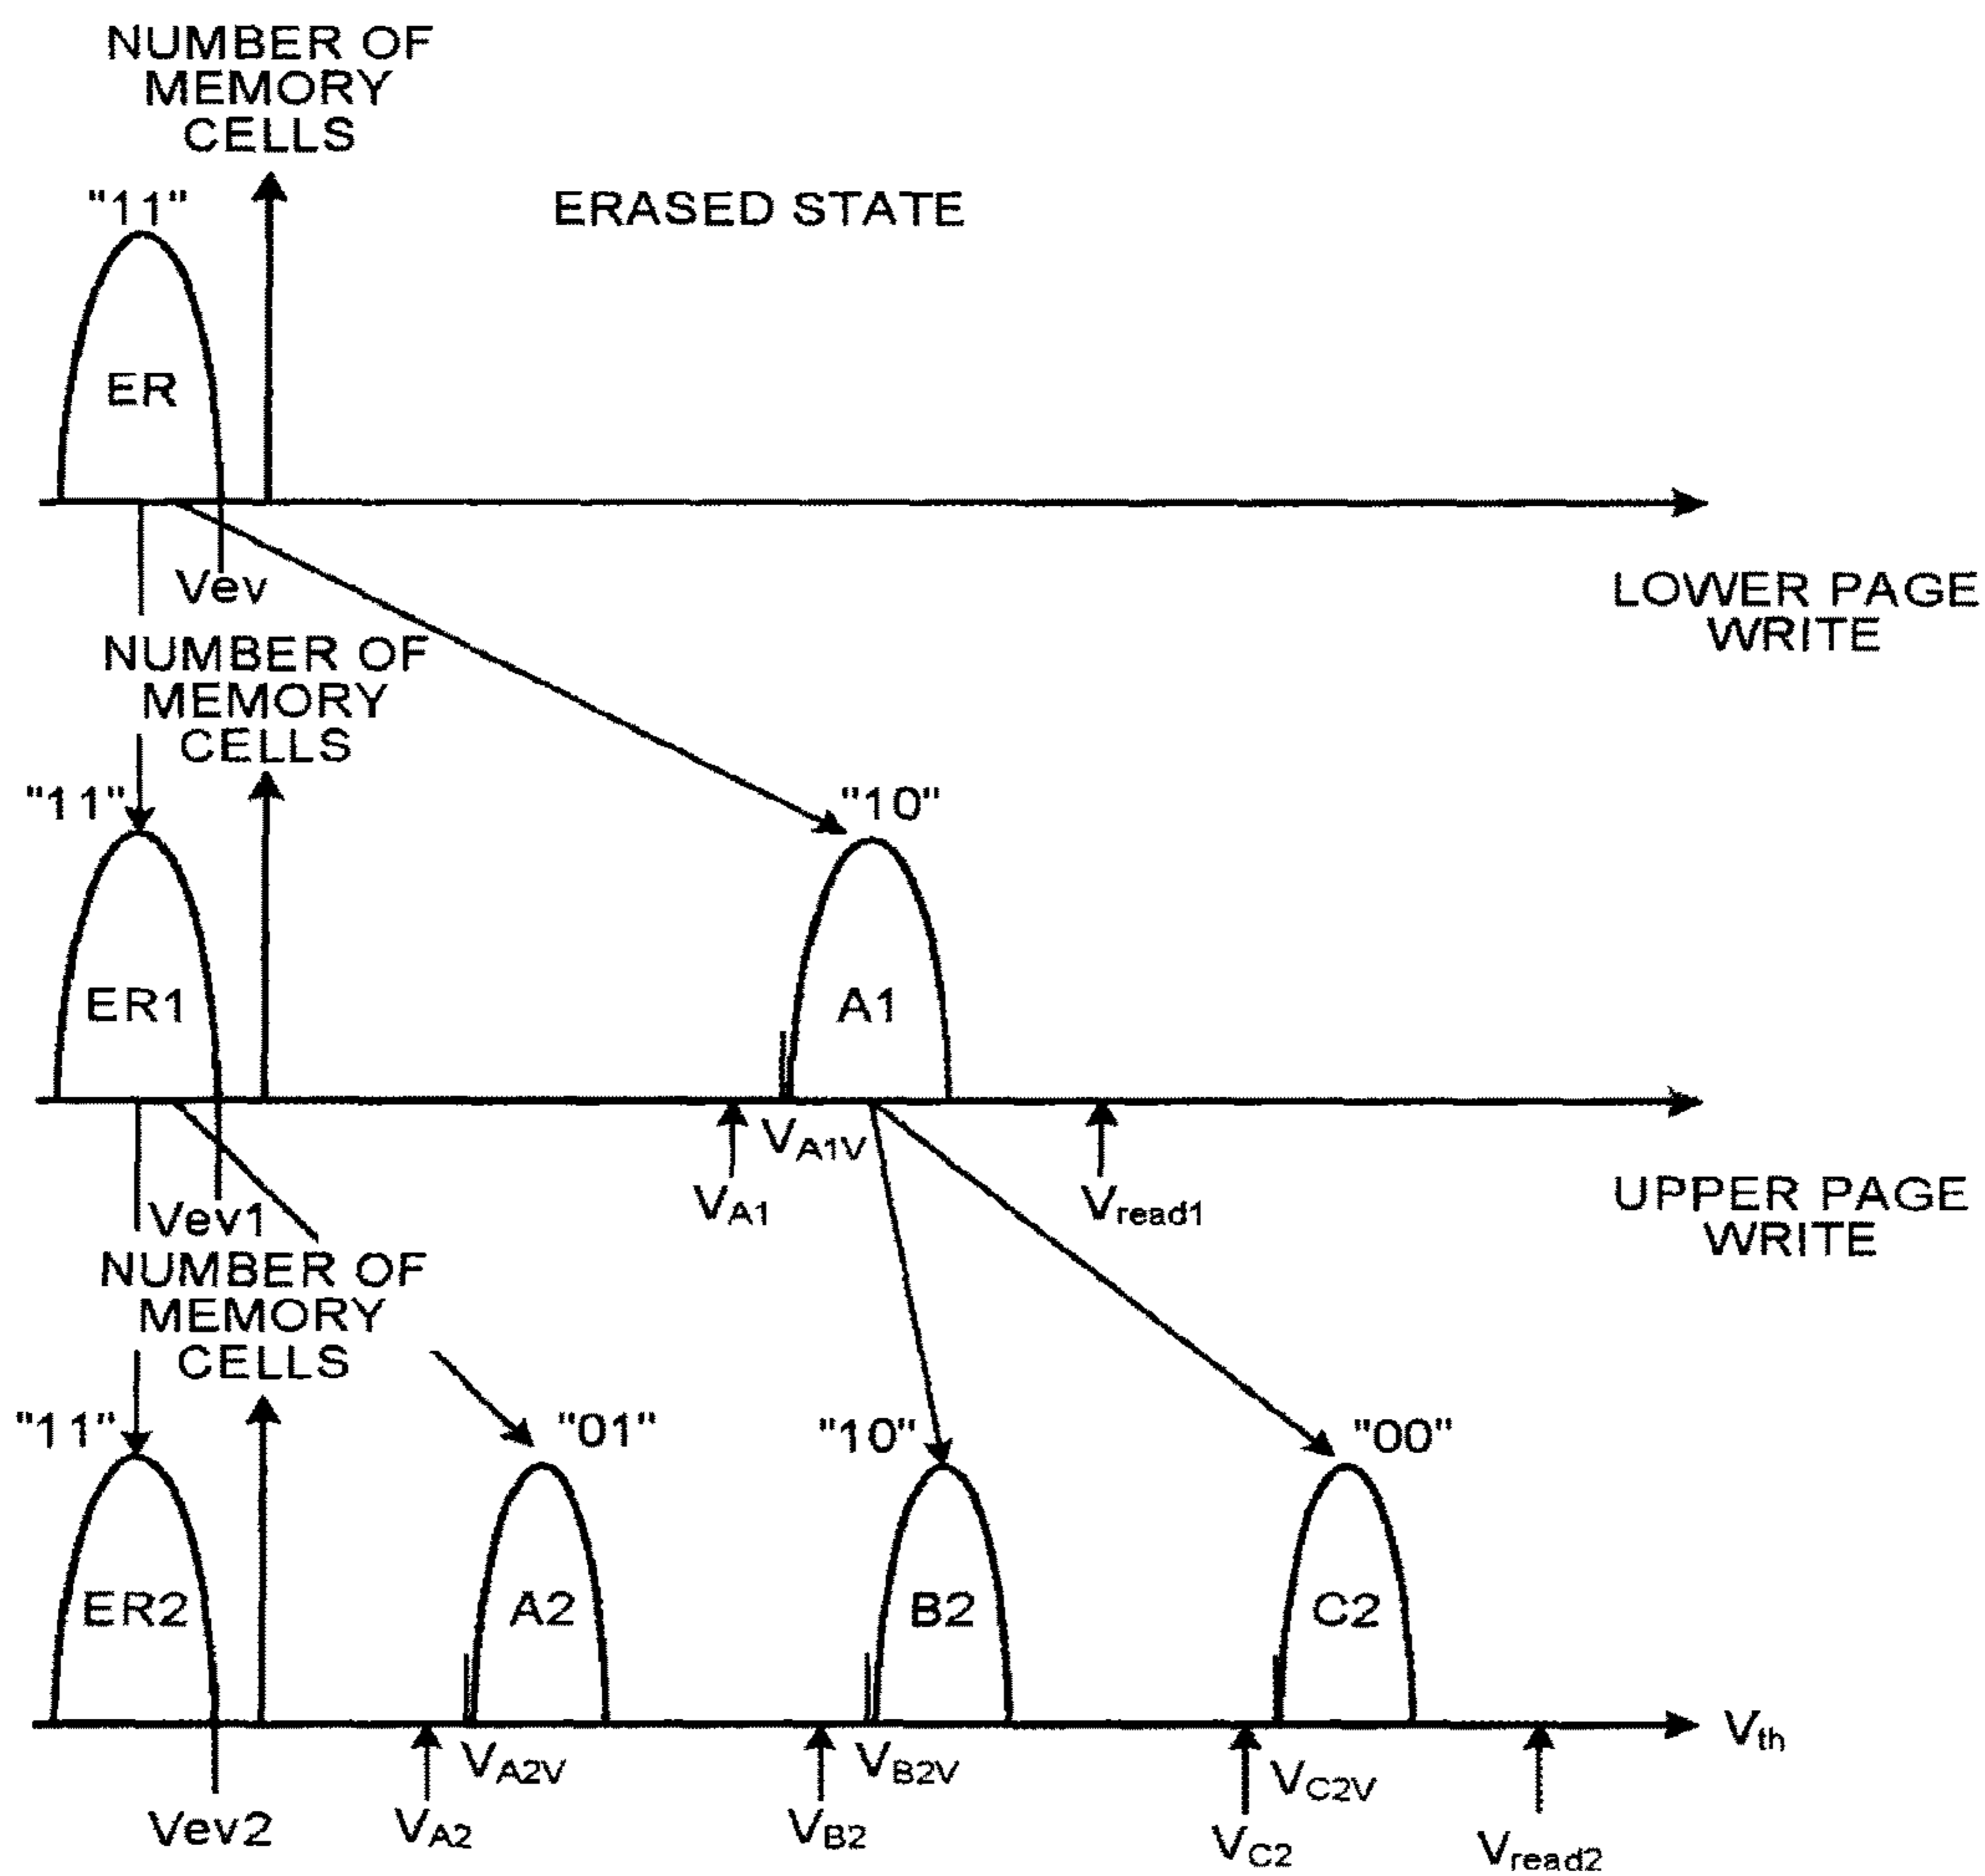 NUMBER OF
MEMORY
CELLS
"11"
ERASED STATE
ER
Vev
LOWER PAGE
WRITE
NUMBER OF
MEMORY
CELLS
"11"
"10"
ER1
A1
VA1V
VA1
Vread1
Vev1
UPPER PAGE
WRITE
NUMBER OF
MEMORY
CELLS
"11"
"01"
"10"
"00"
ER2
A2
B2
C2
Vth
VA2V
VB2V
VC2V
Vev2
VA2
VB2
VC2
Vread2